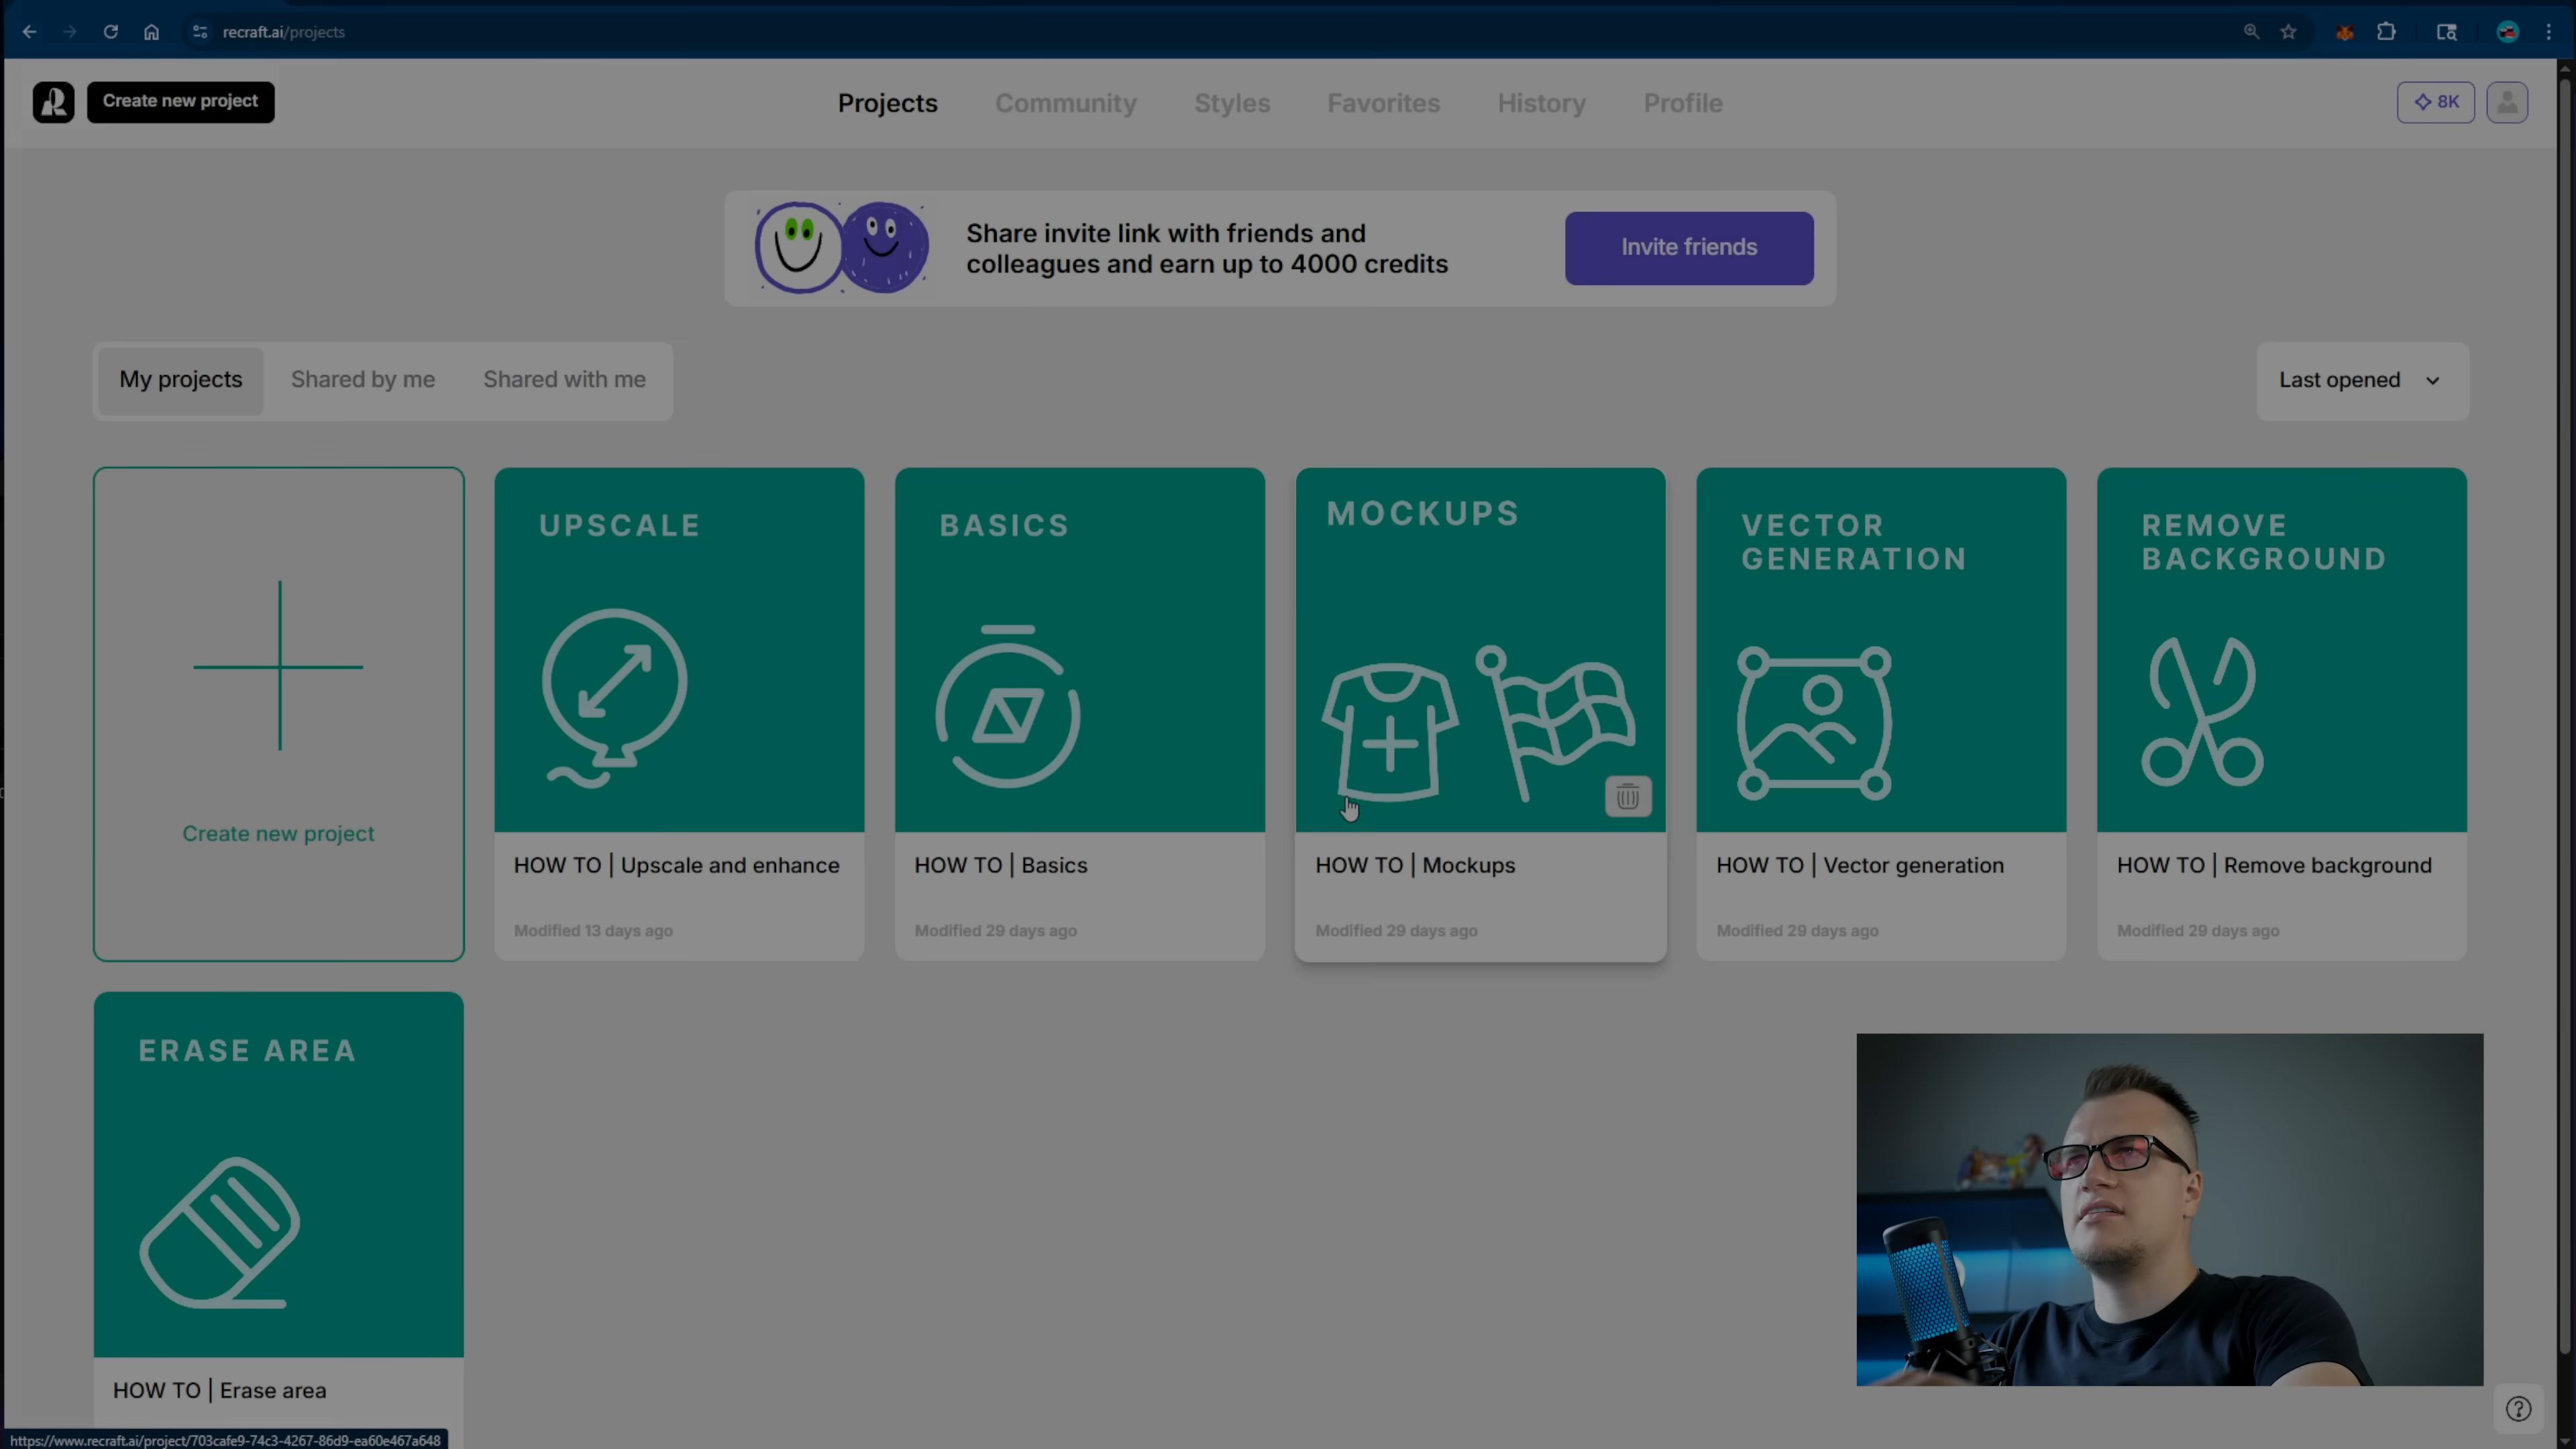 recraft.ai/projects
Create new project
Projects
Community
Styles
Favorites
History
Profile
8K
Share invite link with friends and
colleagues and earn up to 4000 credits
Invite friends
My projects
Shared by me
Shared with me
Last opened
Create new project
UPSCALE
HOW TO | Upscale and enhance
Modified 13 days ago
BASICS
HOW TO | Basics
Modified 29 days ago
MOCKUPS
HOW TO | Mockups
Modified 29 days ago
VECTOR
GENERATION
HOW TO | Vector generation
Modified 29 days ago
REMOVE
BACKGROUND
HOW TO | Remove background
Modified 29 days ago
ERASE AREA
HOW TO | Erase area
https://www.recraft.ai/project/703cafe9-74c3-4267-86d9-ea60e467a648